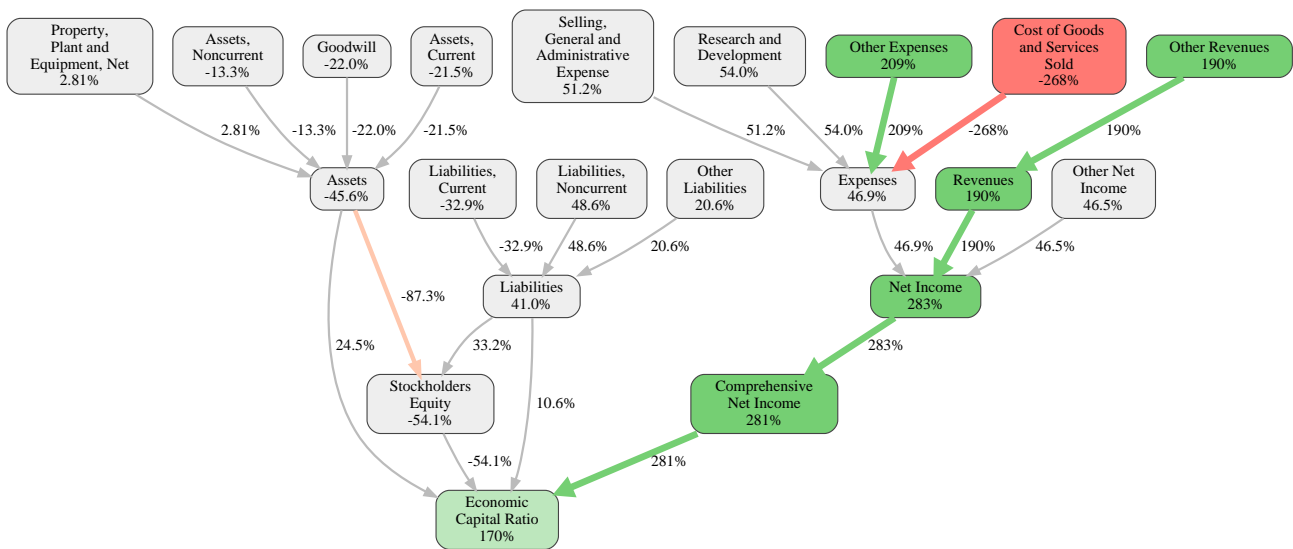 Property,
Plant and
Equipment, Net
2.81%
Assets,
Noncurrent
-13.3%
Goodwill
-22.0%
Assets,
Current
-21.5%
Selling,
General and
Administrative
Expense
51.2%
Research and
Development
54.0%
Other Expenses
209%
Cost of Goods
and Services
Sold
-268%
Other Revenues
190%
2.81%
-13.3%
-22.0%
-21.5%
51.2%
54.0%
209%
-268%
190%
Assets
-45.6%
Liabilities,
Current
-32.9%
Liabilities,
Noncurrent
48.6%
Other
Liabilities
20.6%
Expenses
46.9%
Revenues
190%
Other Net
Income
46.5%
-32.9%
48.6%
20.6%
46.9%
190%
46.5%
-87.3%
Liabilities
41.0%
Net Income
283%
24.5%
33.2%
10.6%
283%
Stockholders
Equity
-54.1%
Comprehensive
Net Income
281%
-54.1%
281%
Economic
Capital Ratio
170%